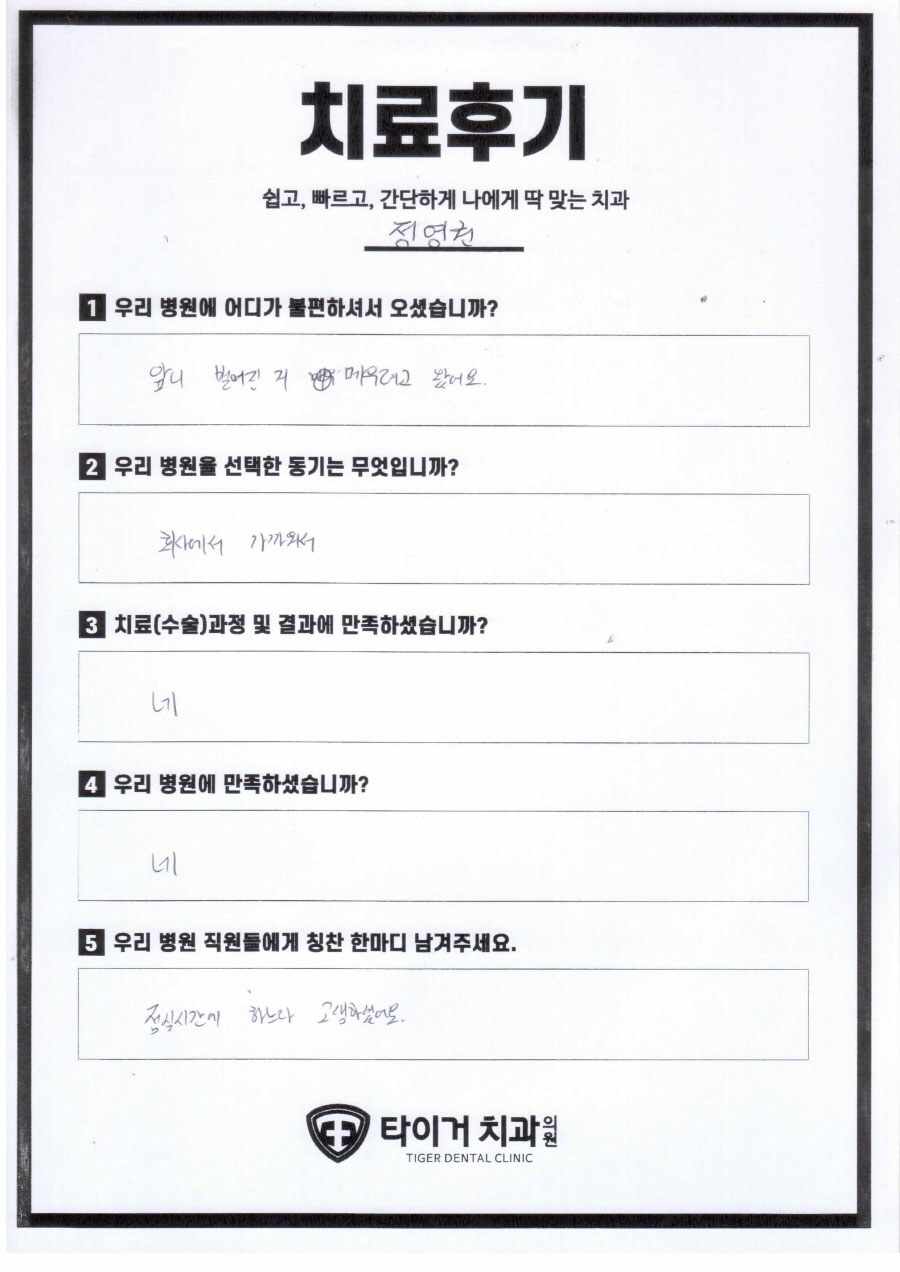 치료후기
쉽고, 빠르고, 간단하게 나에게 딱 맞는 치과
정영권
1 우리 병원에 어디가 불편하셔서 오셨습니까?
앞니 벌어진 거 메우려고 왔어요.
2 우리 병원을 선택한 동기는 무엇입니까?
회사에서 가까와서
3 치료(수술)과정 및 결과에 만족하셨습니까?
네
4 우리 병원에 만족하셨습니까?
네
5 우리 병원 직원들에게 칭찬 한마디 남겨주세요.
점심시간에 하느라 고생하셨어요.
타이거 치과의원
TIGER DENTAL CLINIC